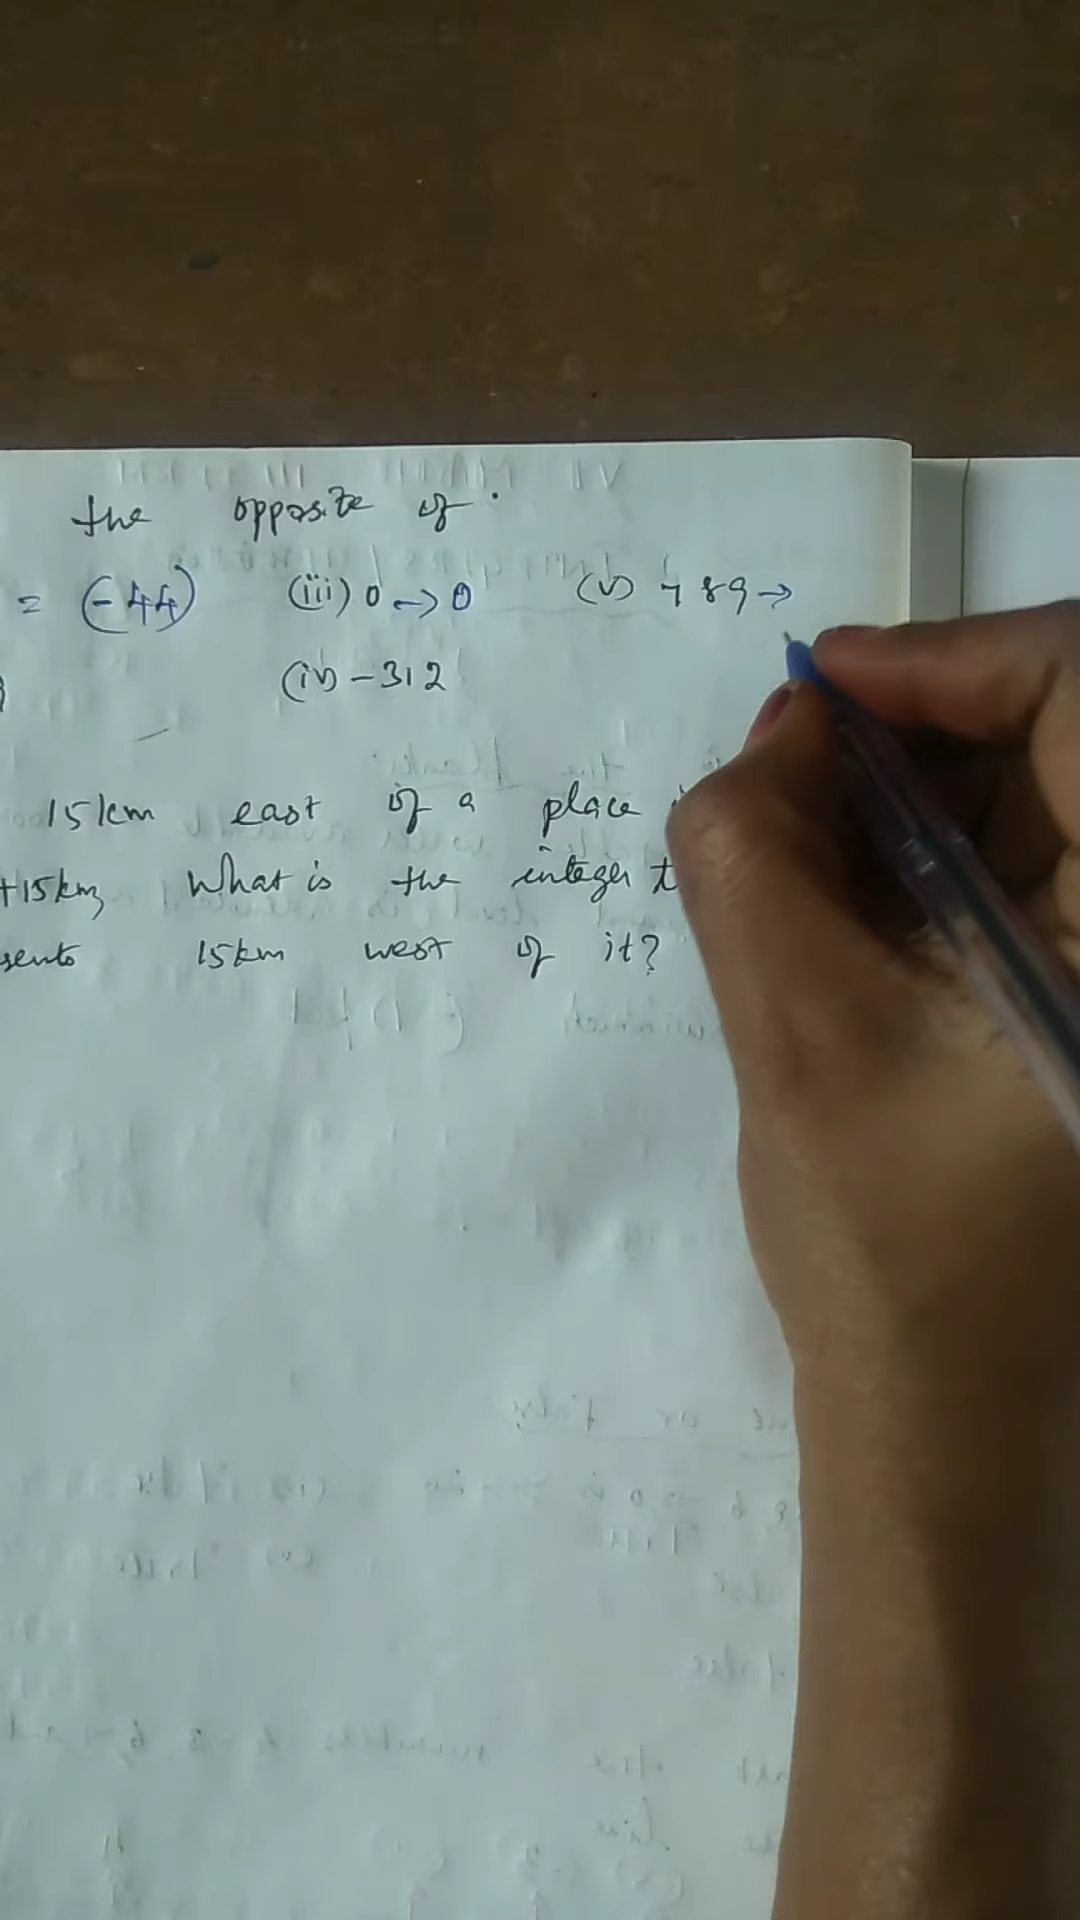 the opposite of
= (-44) (iii) 0 → 0 (v) 789 →
(iv) -312
15km east of a place
+15km, What is the integer
sents 15km west of it?